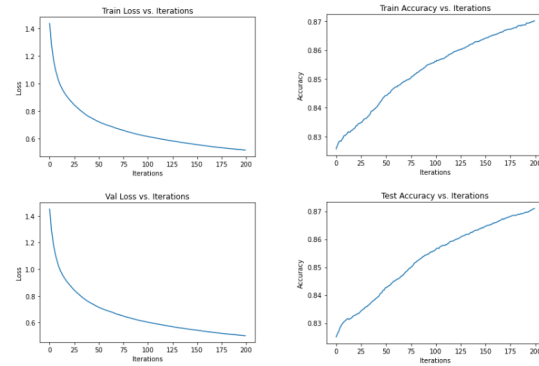 Train Loss vs. Iterations
1.4
1.2
1.0
0.8
0.6
Loss
0 25 50 75 100 125 150 175 200
Iterations
Train Accuracy vs. Iterations
0.87
0.86
0.85
0.84
0.83
Accuracy
0 25 50 75 100 125 150 175 200
Iterations
Val Loss vs. Iterations
1.4
1.2
1.0
0.8
0.6
Loss
0 25 50 75 100 125 150 175 200
Iterations
Test Accuracy vs. Iterations
0.87
0.86
0.85
0.84
0.83
Accuracy
0 25 50 75 100 125 150 175 200
Iterations